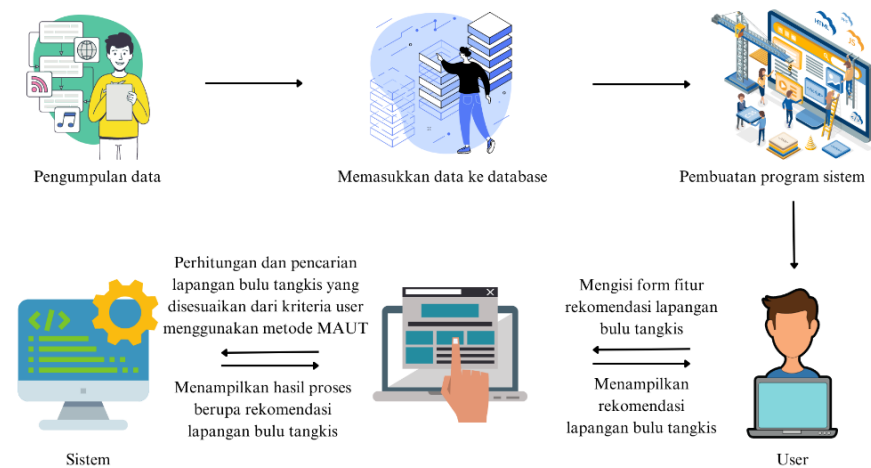 Pengumpulan data
Memasukkan data ke database
Pembuatan program sistem
Perhitungan dan pencarian
lapangan bulu tangkis yang
disesuaikan dari kriteria user
menggunakan metode MAUT
Mengisi form fitur
rekomendasi lapangan
bulu tangkis
Menampilkan hasil proses
berupa rekomendasi
lapangan bulu tangkis
Menampilkan
rekomendasi
lapangan bulu tangkis
Sistem
User